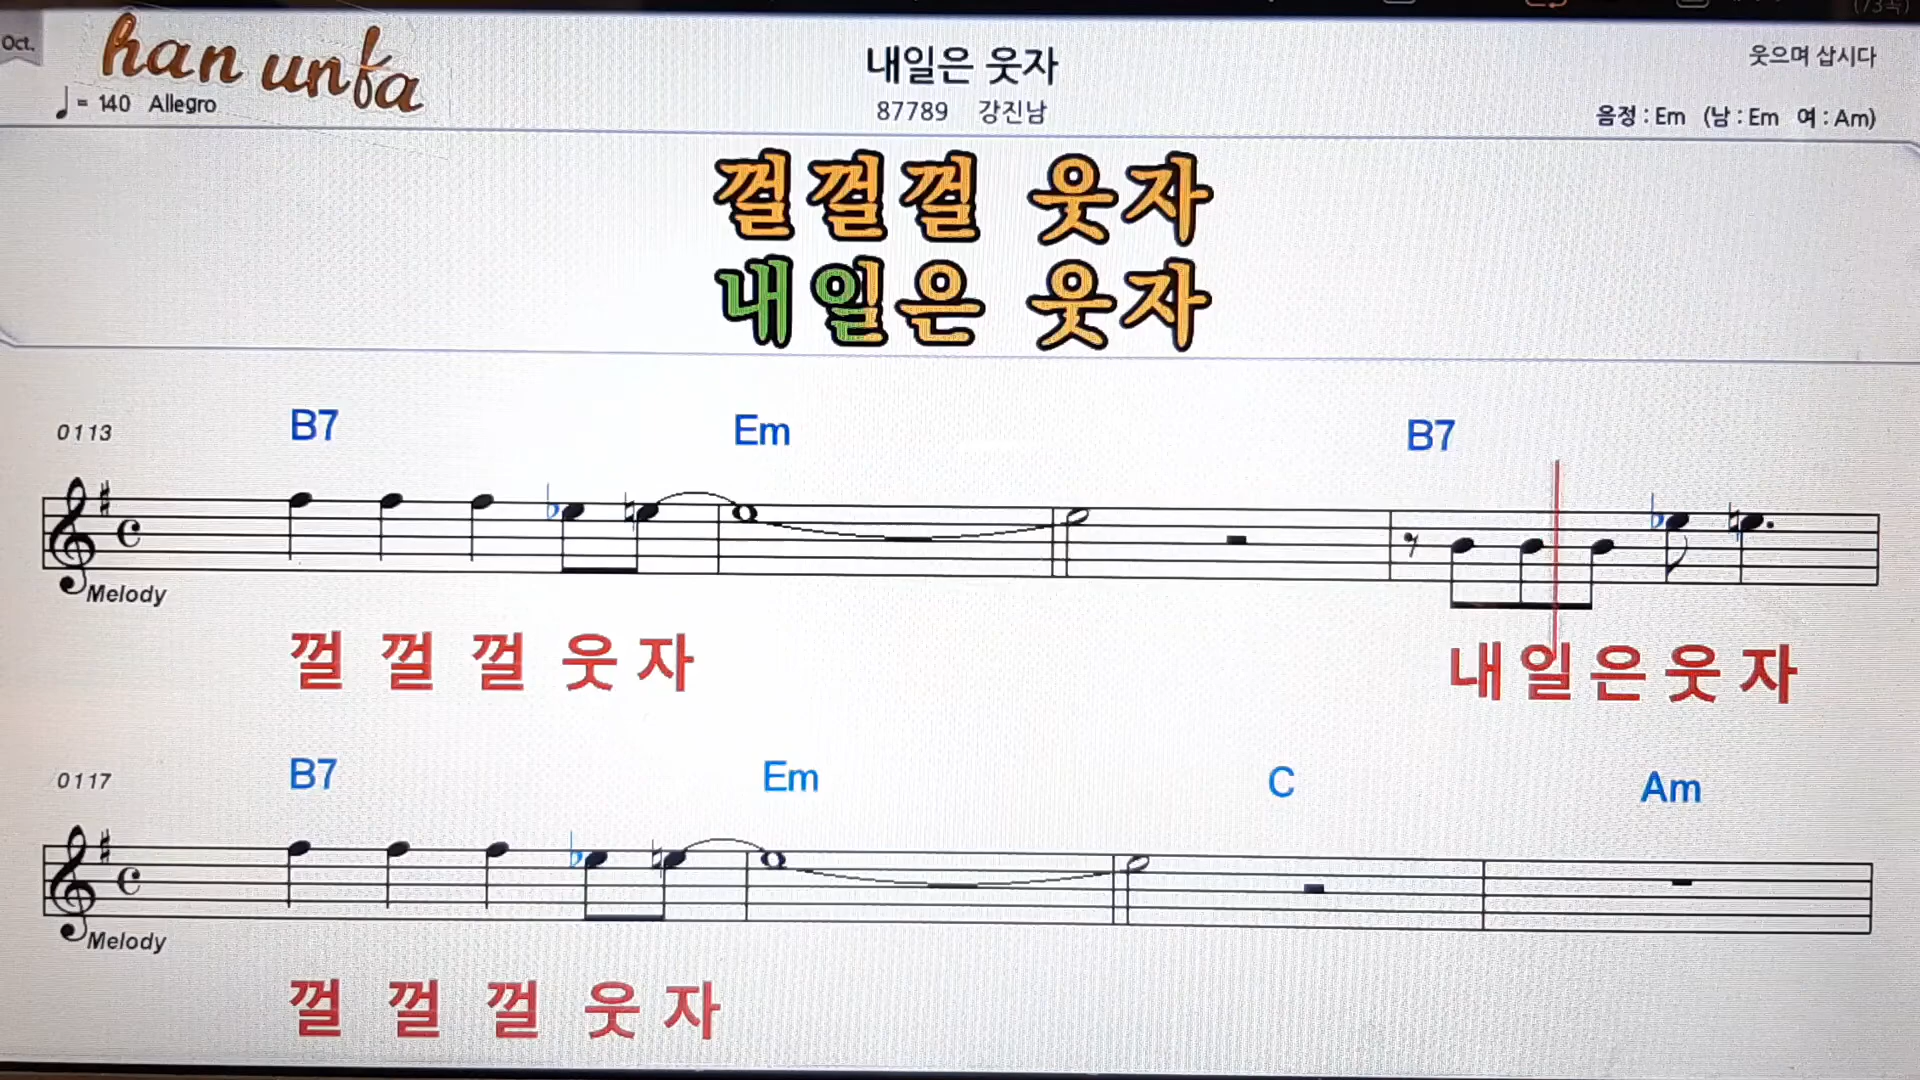 Oct.
han unfa
내일은 웃자
웃으며 삽시다
= 140 Allegro
87789 강진남
음정 : Em (남 : Em 여 : Am)
껄껄껄 웃자
내일은 웃자
0113 B7 Em B7
Melody
껄 껄 껄 웃 자 내 일 은 웃 자
0117 B7 Em C Am
Melody
껄 껄 껄 웃 자